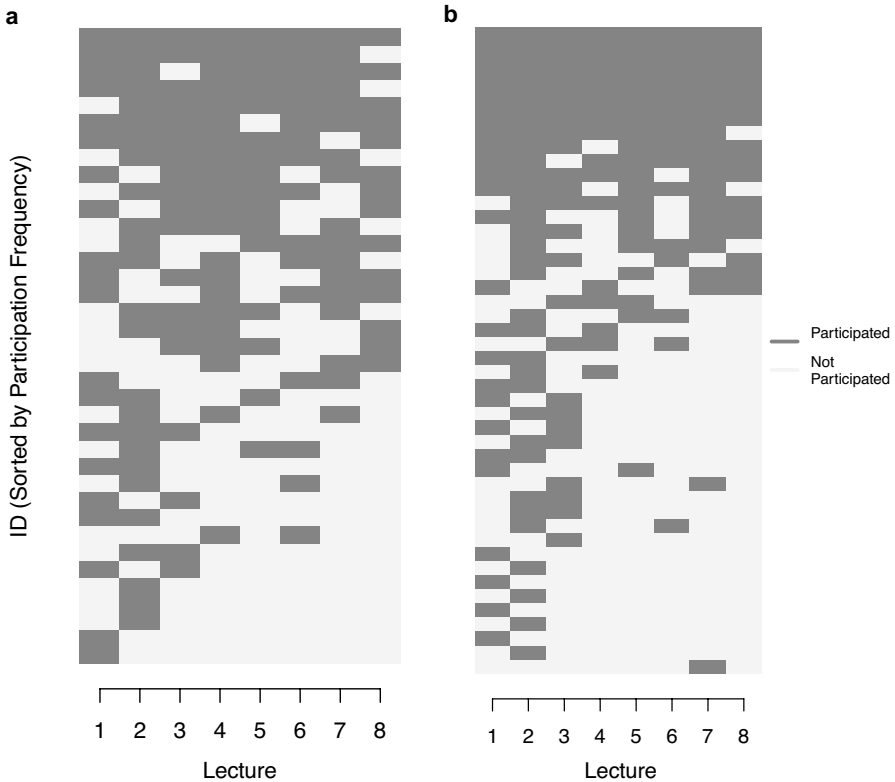 a
b
ID (Sorted by Participation Frequency)
Participated
Not
Participated
1 2 3 4 5 6 7 8
Lecture
1 2 3 4 5 6 7 8
Lecture